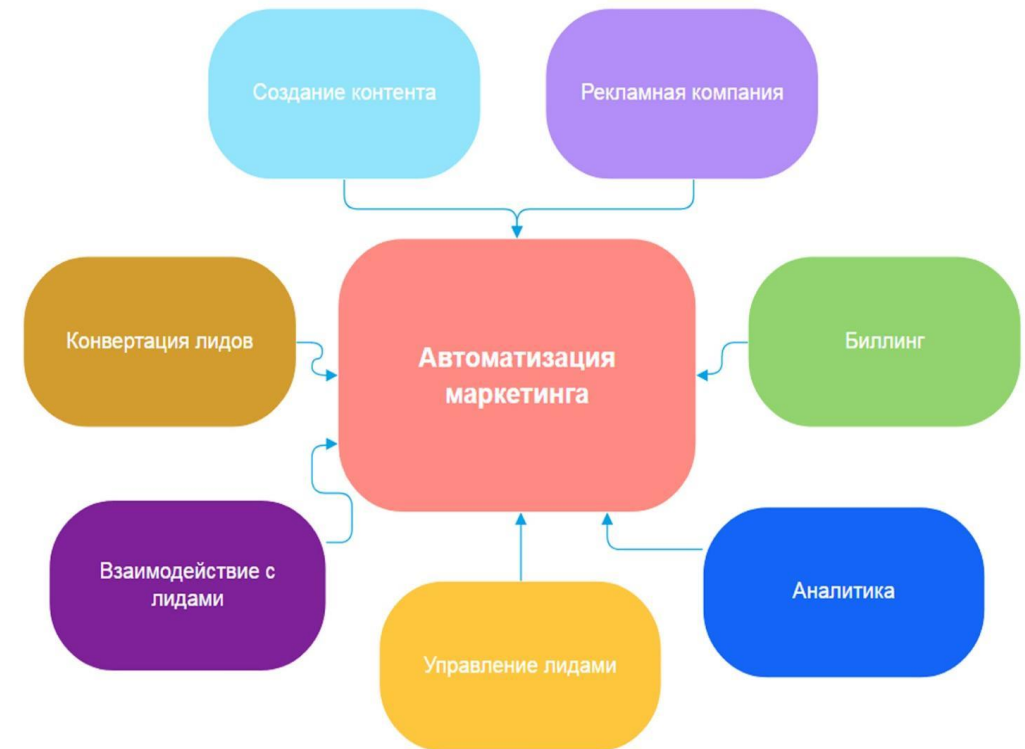 Создание контента
Рекламная компания
Конвертация лидов
Автоматизация
маркетинга
Биллинг
Взаимодействие с
лидами
Управление лидами
Аналитика